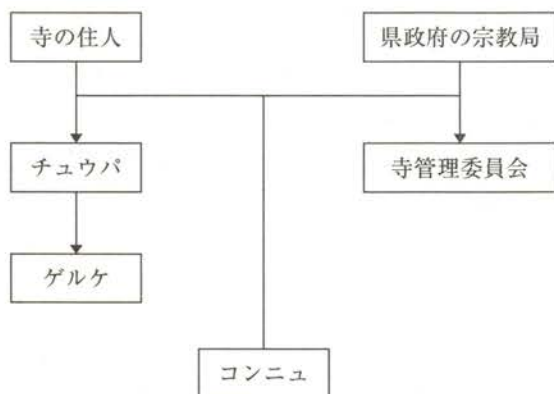 寺の住人
県政府の宗教局
チュウパ
寺管理委員会
ゲルケ
コンニュ